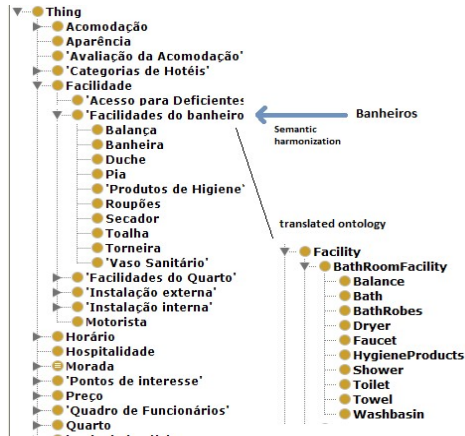 Thing
Acomodação
Aparência
'Avaliação da Acomodação'
'Categorias de Hotéis'
Facilidade
'Acesso para Deficientes
'Facilidades do banheiro
Balança
Banheira
Duche
Pia
'Produtos de Higiene'
Roupões
Secador
Toalha
Torneira
'Vaso Sanitário'
'Facilidades do Quarto'
'Instalação externa'
'Instalação interna'
Motorista
Horário
Hospitalidade
Morada
'Pontos de interesse'
Preço
'Quadro de Funcionários'
Quarto
Banheiros
Semantic
harmonization
translated ontology
Facility
BathRoomFacility
Balance
Bath
BathRobes
Dryer
Faucet
HygieneProducts
Shower
Toilet
Towel
Washbasin